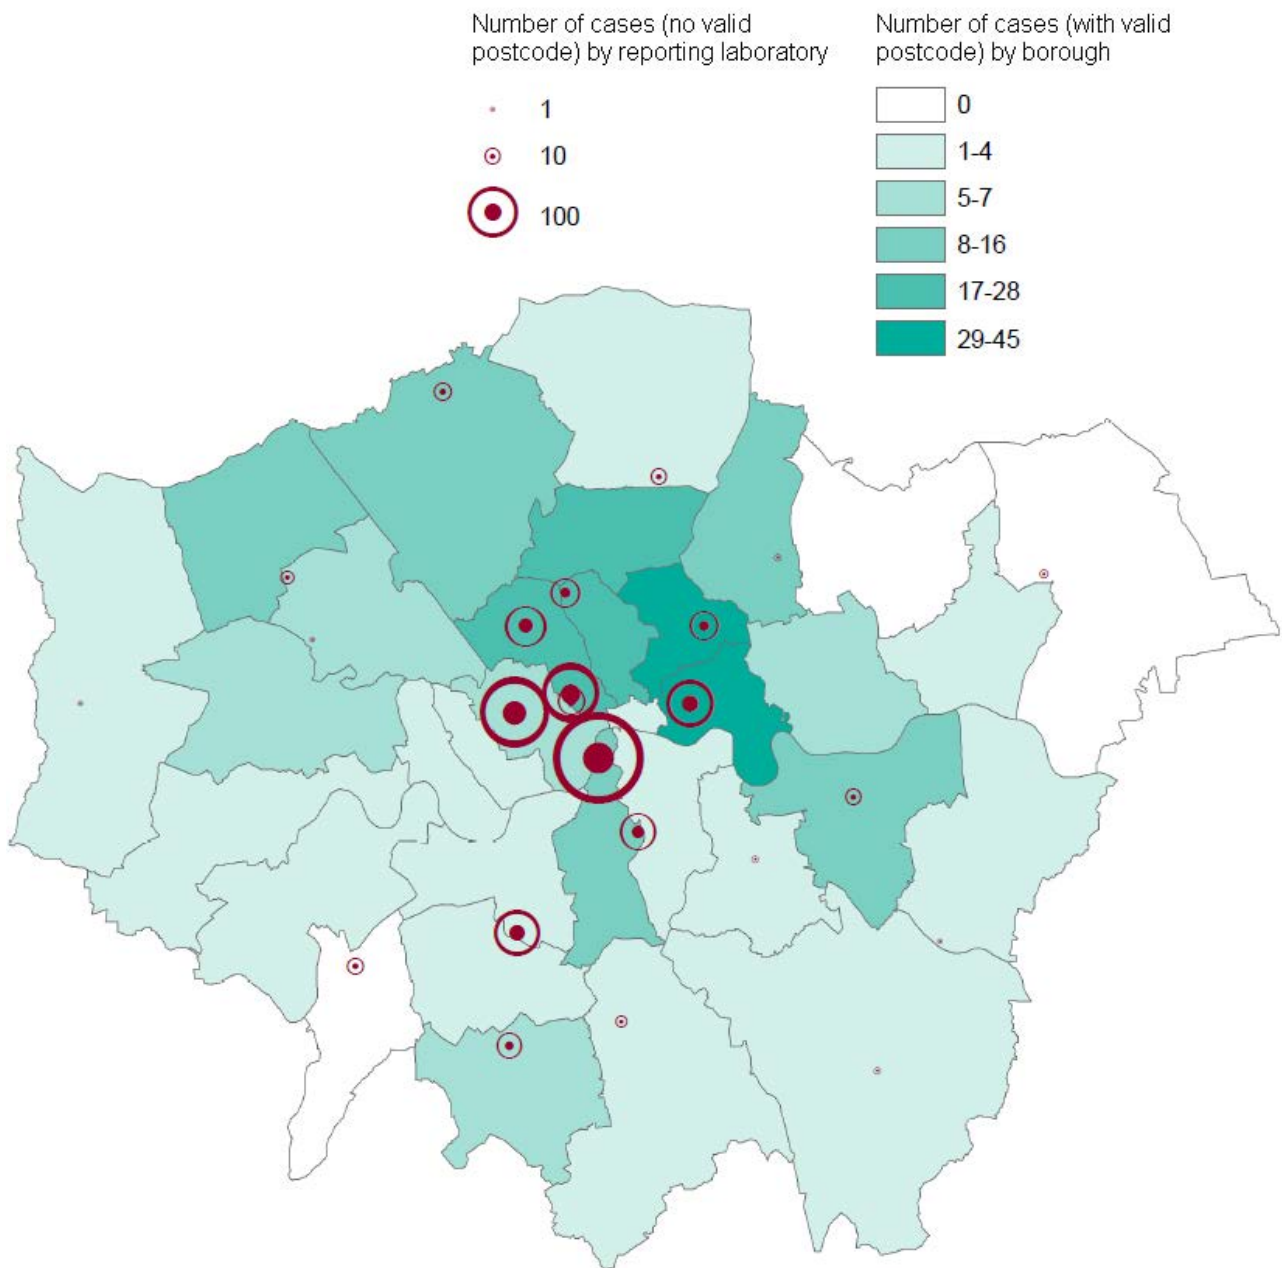 Number of cases (no valid
postcode) by reporting laboratory
1
10
100
Number of cases (with valid
postcode) by borough
0
1-4
5-7
8-16
17-28
29-45